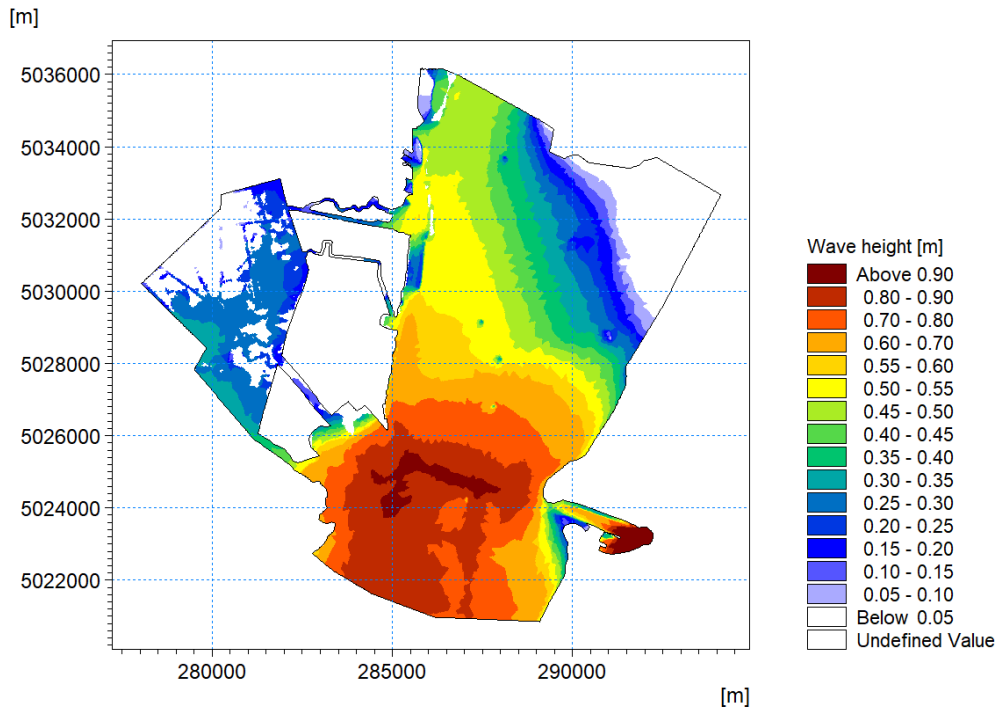 [m]
5036000
5034000
5032000
5030000
5028000
5026000
5024000
5022000
280000 285000 290000
[m]
Wave height [m]
Above 0.90
0.80 - 0.90
0.70 - 0.80
0.60 - 0.70
0.55 - 0.60
0.50 - 0.55
0.45 - 0.50
0.40 - 0.45
0.35 - 0.40
0.30 - 0.35
0.25 - 0.30
0.20 - 0.25
0.15 - 0.20
0.10 - 0.15
0.05 - 0.10
Below 0.05
Undefined Value